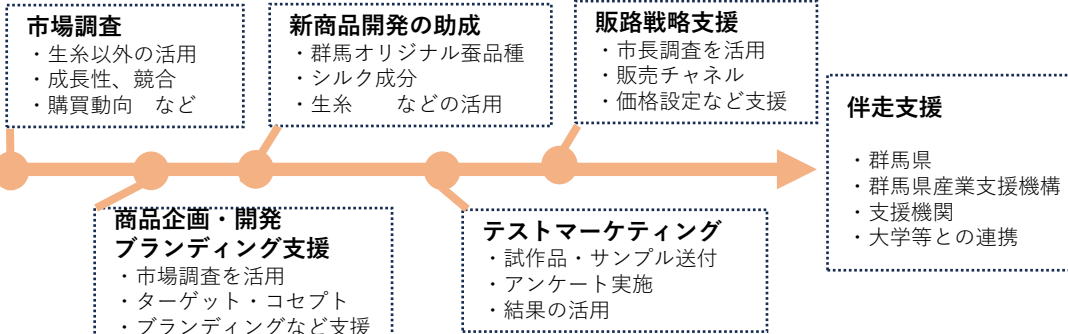 市場調査
・生糸以外の活用
・成長性、競合
・購買動向　など
新商品開発の助成
・群馬オリジナル蚕品種
・シルク成分
・生糸　　などの活用
販路戦略支援
・市長調査を活用
・販売チャネル
・価格設定など支援
伴走支援
・群馬県
・群馬県産業支援機構
・支援機関
・大学等との連携
商品企画・開発
ブランディング支援
・市場調査を活用
・ターゲット・コセプト
・ブランディングなど支援
テストマーケティング
・試作品・サンプル送付
・アンケート実施
・結果の活用